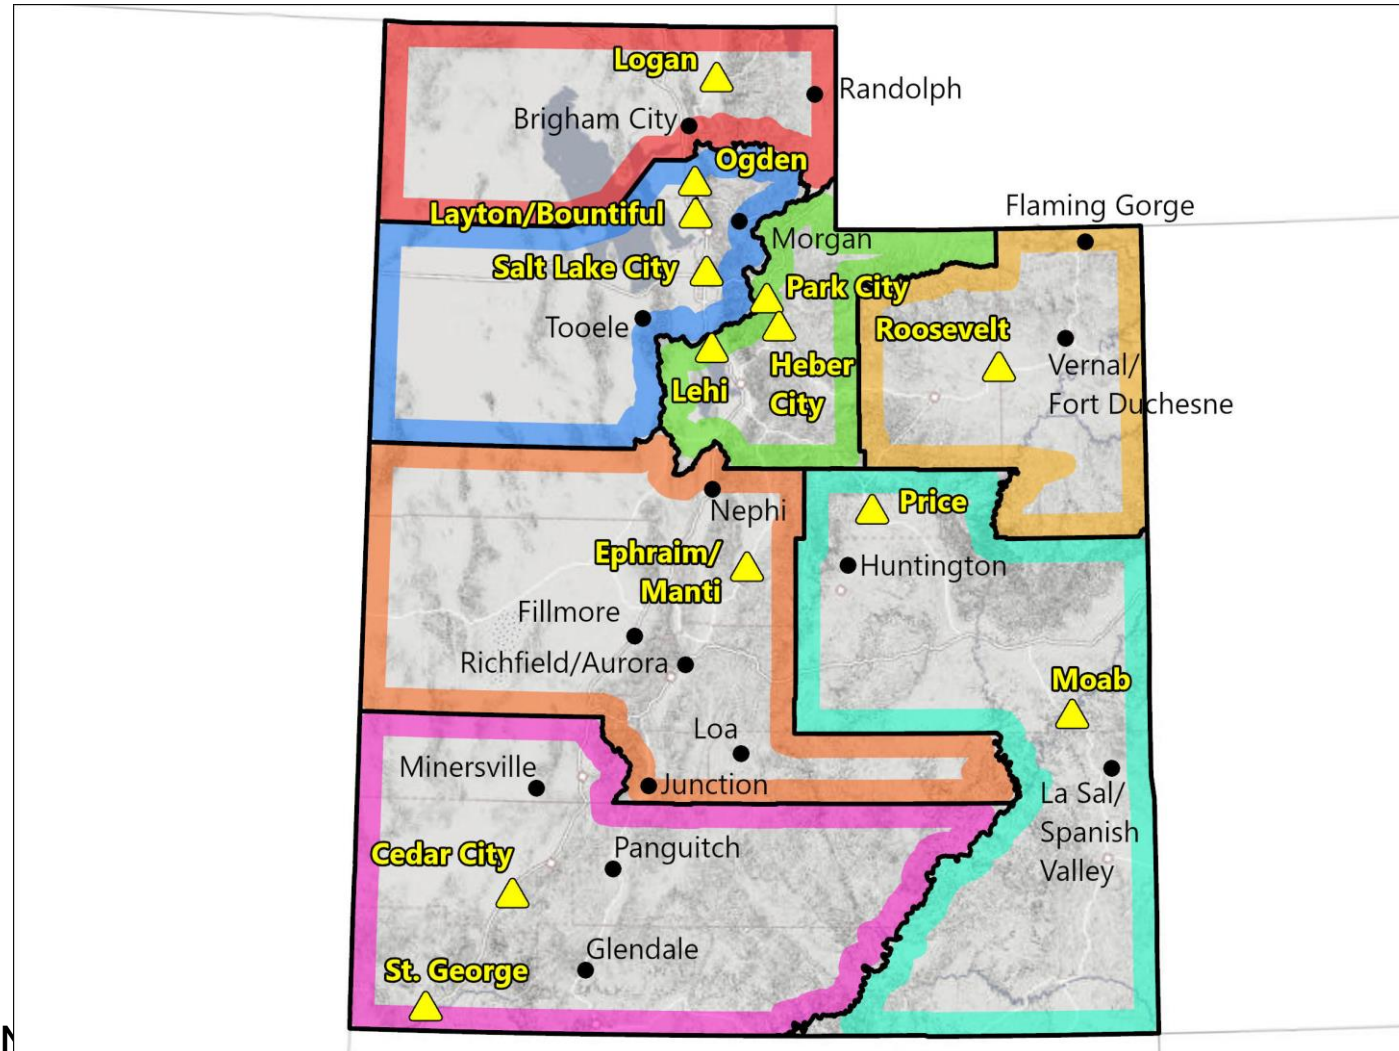 Logan
Randolph
Brigham City
Ogden
Flaming Gorge
Layton/Bountiful
Morgan
Salt Lake City
Park City
Tooele
Roosevelt
Vernal/
Fort Duchesne
Heber
City
Lehi
Price
Nephi
Ephraim/
Manti
Huntington
Fillmore
Richfield/Aurora
Moab
Loa
Minersville
Junction
La Sal/
Spanish
Valley
Panguitch
Cedar City
Glendale
St. George